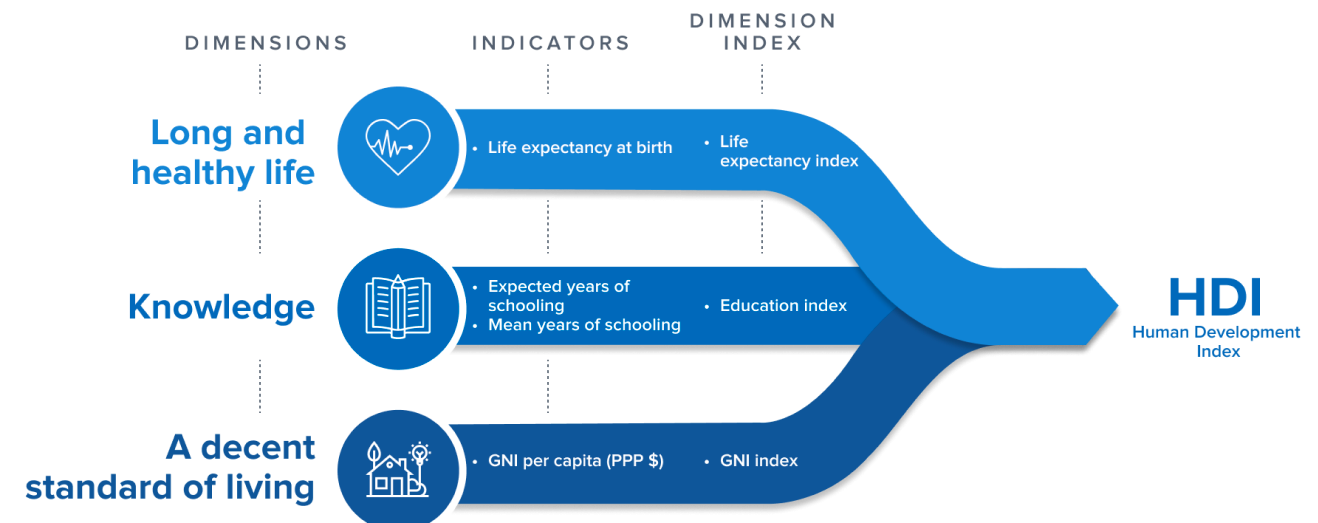 DIMENSIONS
INDICATORS
DIMENSION
INDEX
Long and
healthy life
• Life expectancy at birth
• Life
expectancy index
Knowledge
• Expected years of
schooling
• Mean years of schooling
• Education index
HDI
Human Development
Index
A decent
standard of living
• GNI per capita (PPP $)
• GNI index